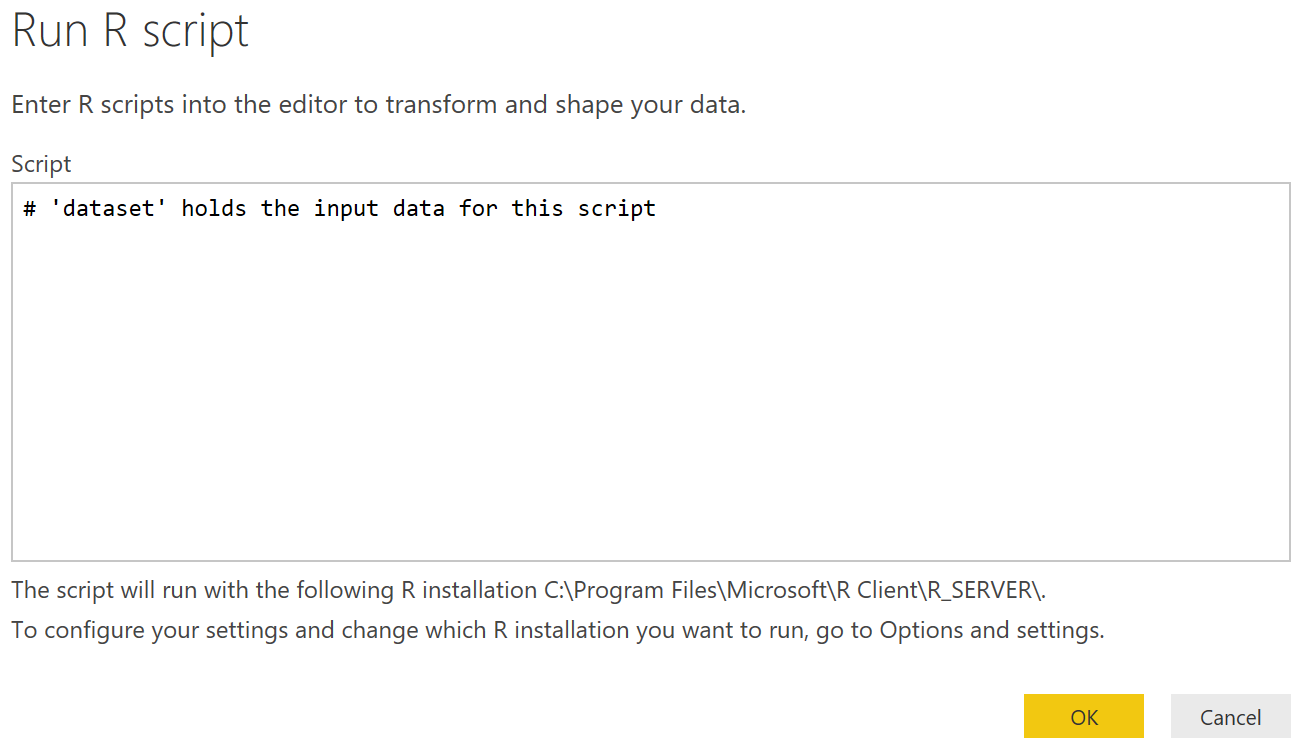 Run R script
Enter R scripts into the editor to transform and shape your data.
Script
# 'dataset' holds the input data for this script
The script will run with the following R installation C:\Program Files\Microsoft\R Client\R_SERVER\.
To configure your settings and change which R installation you want to run, go to Options and settings.
OK Cancel